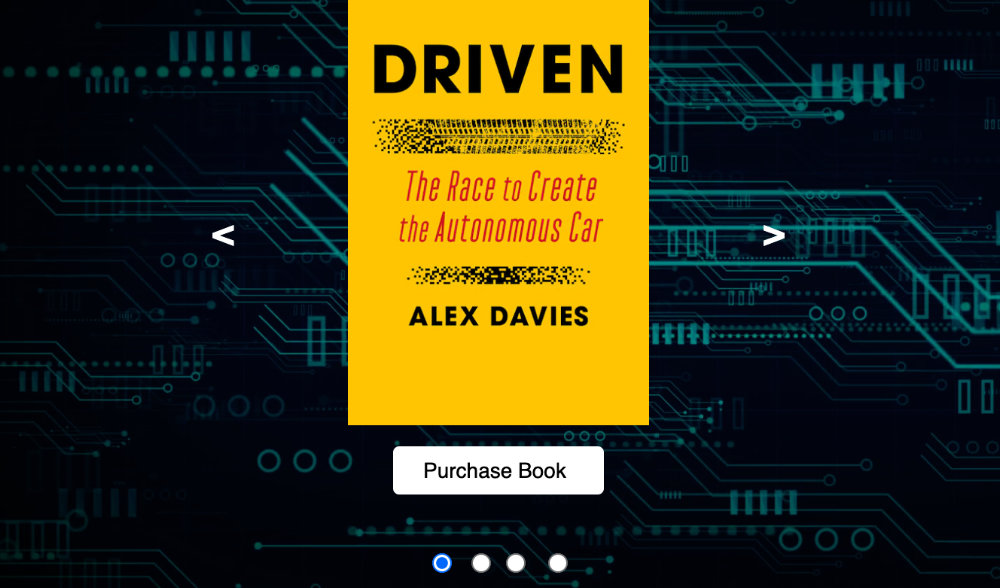 DRIVEN
The Race to Create
the Autonomous Car
< >
ALEX DAVIES
Purchase Book